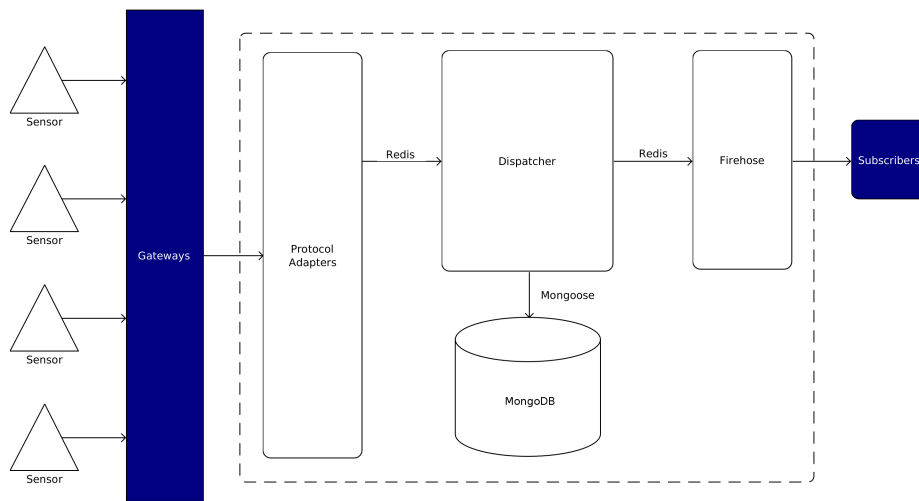 Sensor
Sensor
Sensor
Sensor
Gateways
Protocol
Adapters
Redis
Dispatcher
Mongoose
MongoDB
Redis
Firehose
Subscribers